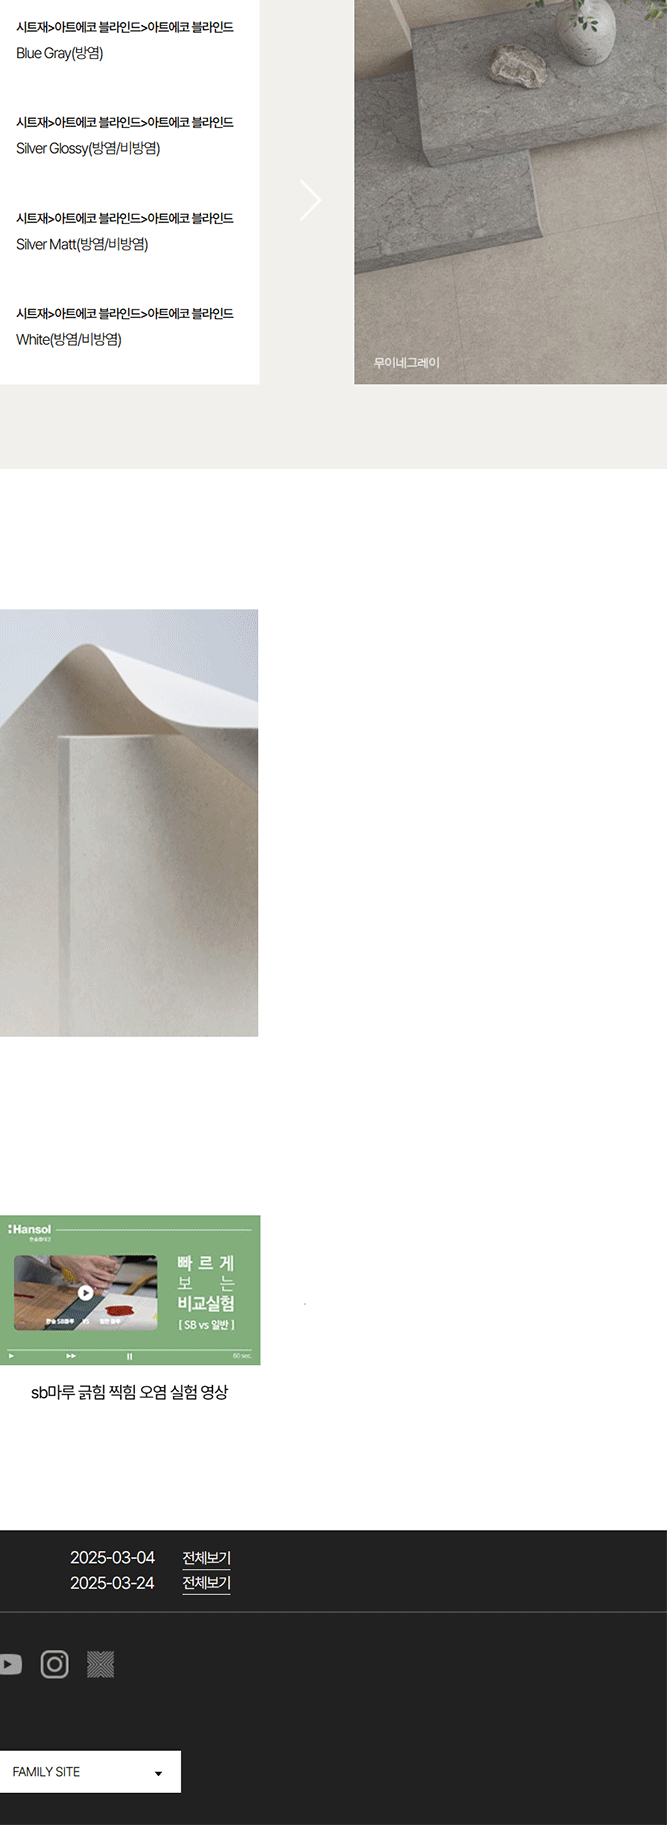 시트재>아트에코 블라인드>아트에코 블라인드
Blue Gray(방염)
시트재>아트에코 블라인드>아트에코 블라인드
Silver Glossy(방염/비방염)
시트재>아트에코 블라인드>아트에코 블라인드
Silver Matt(방염/비방염)
시트재>아트에코 블라인드>아트에코 블라인드
White(방염/비방염)
무이네그레이
Hansol
빠르게
보는
비교실험
[ SB vs 일반 ]
한솔 SB마루 VS 일반 마루
60 sec.
sb마루 긁힘 찍힘 오염 실험 영상
2025-03-04 전체보기
2025-03-24 전체보기
FAMILY SITE